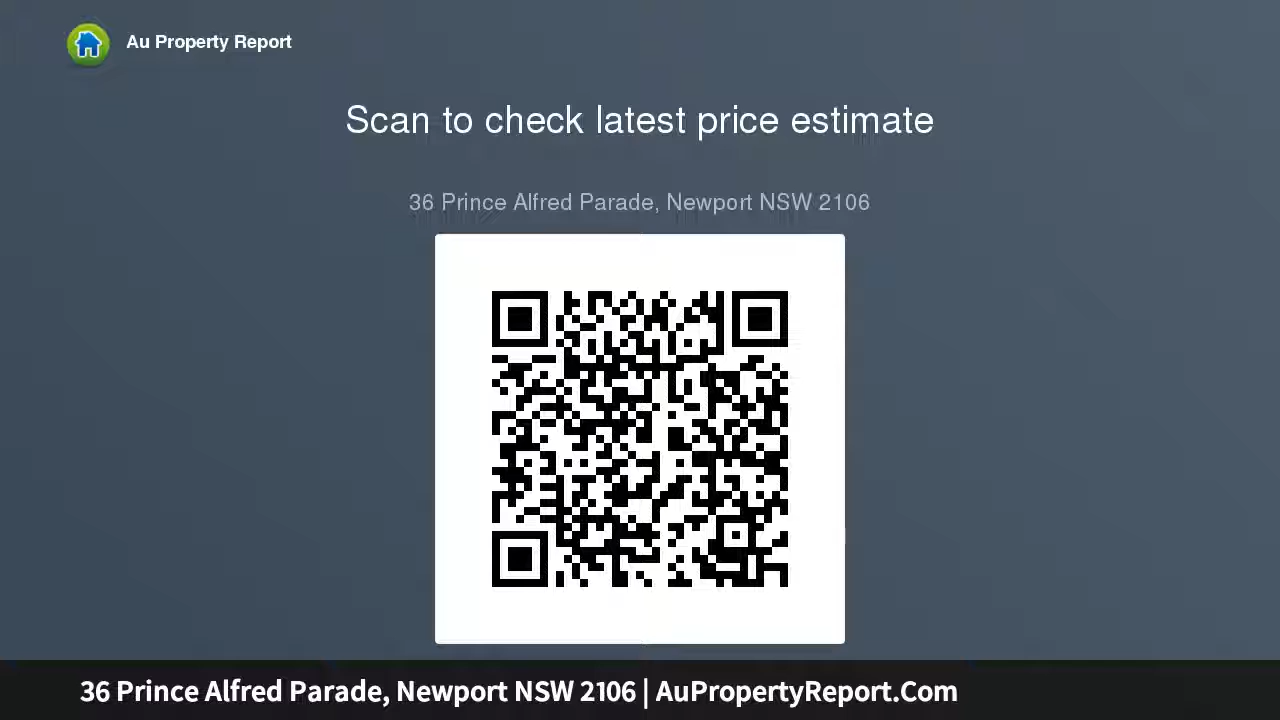 Au Property Report
Scan to check latest price estimate
36 Prince Alfred Parade, Newport NSW 2106
36 Prince Alfred Parade, Newport NSW 2106 | AuPropertyReport.Com